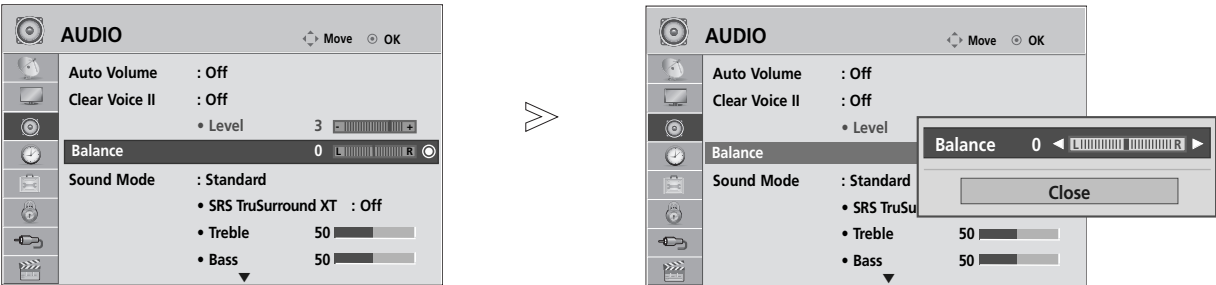 AUDIO
Move OK
Auto Volume : Off
Clear Voice II : Off
• Level 3 - +
Balance 0 L R
Sound Mode : Standard
• SRS TruSurround XT : Off
• Treble 50
• Bass 50
>
AUDIO
Move OK
Auto Volume : Off
Clear Voice II : Off
• Level
Balance
Sound Mode : Standard
• SRS TruSu
• Treble 50
• Bass 50
Balance 0 L R
Close